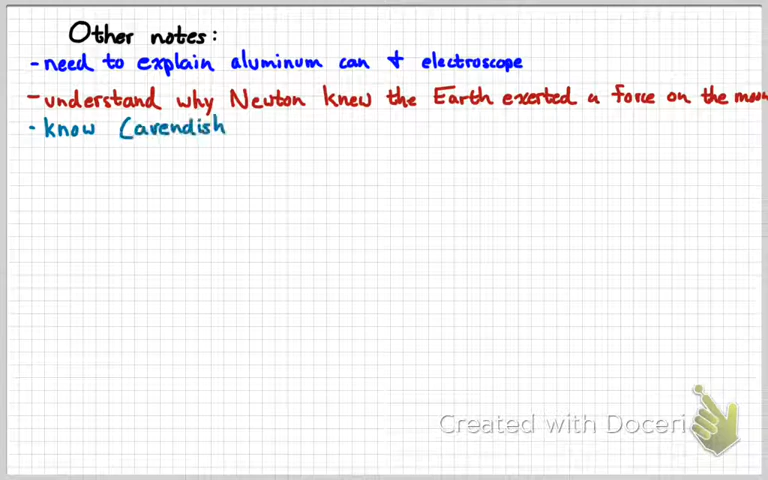 Other notes:
- need to explain aluminum can + electroscope
- understand why Newton knew the Earth exerted a force on the moon
- know Cavendish
Created with Doceri